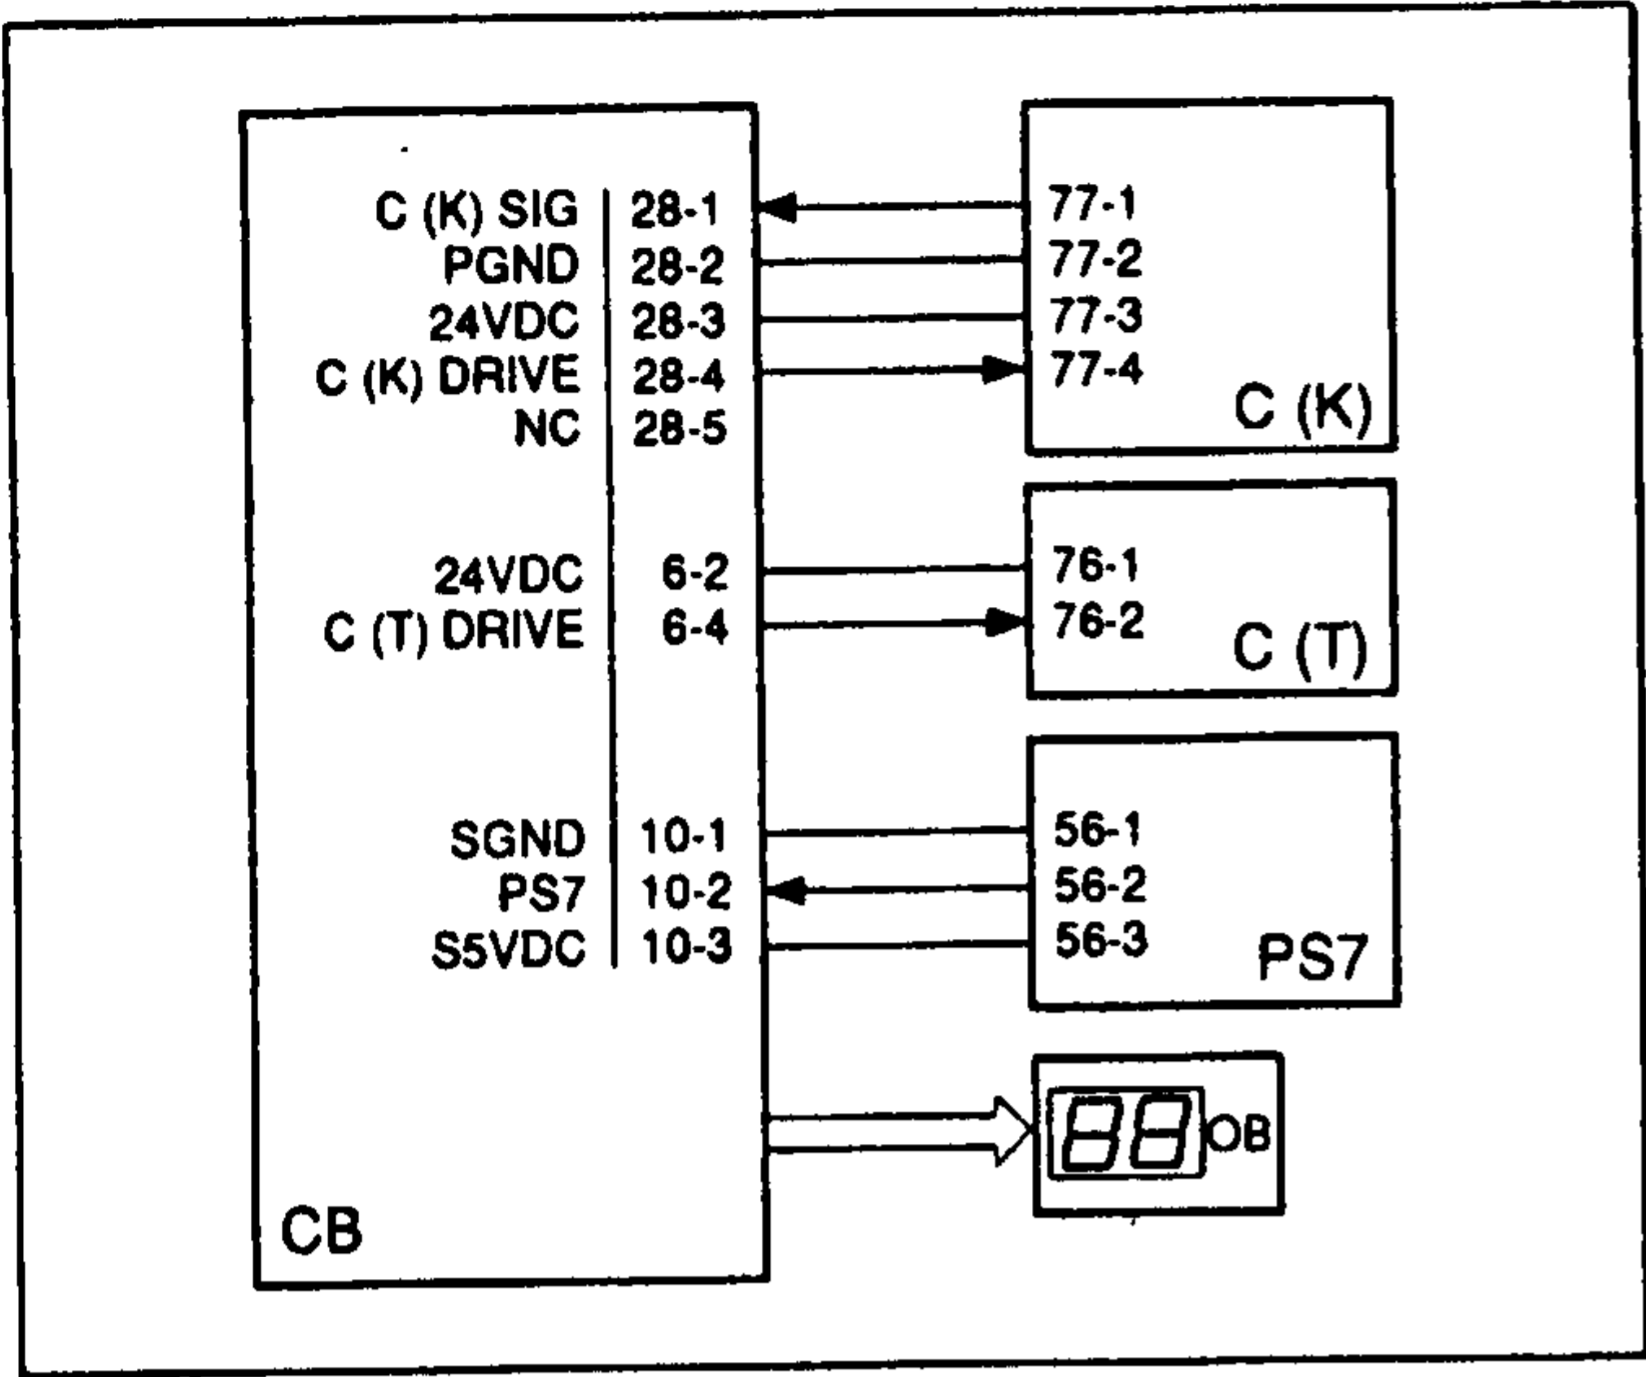 C (K) SIG 28-1 77-1
PGND 28-2 77-2
24VDC 28-3 77-3
C (K) DRIVE 28-4 77-4
NC 28-5
C (K)
24VDC 6-2 76-1
C (T) DRIVE 6-4 76-2
C (T)
SGND 10-1 56-1
PS7 10-2 56-2
S5VDC 10-3 56-3
PS7
88 OB
CB